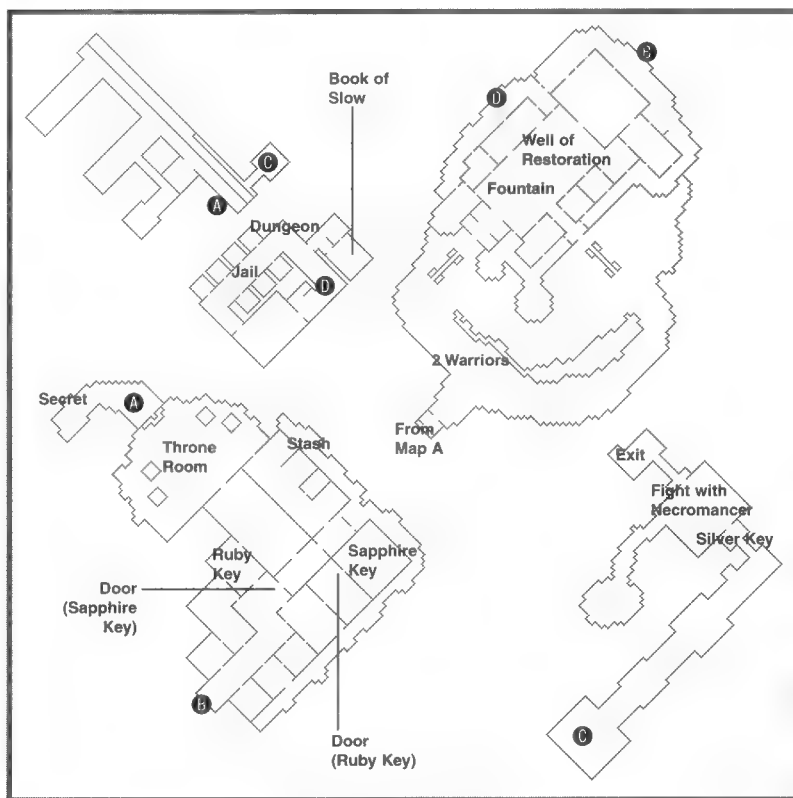 B
D
Book of
Slow
Well of
Restoration
C
Fountain
A
Dungeon
Jail
D
2 Warriors
Secret
A
From
Map A
Throne
Room
Stash
Exit
Fight with
Necromancer
Silver Key
Ruby
Key
Sapphire
Key
Door
(Sapphire
Key)
B
C
Door
(Ruby Key)